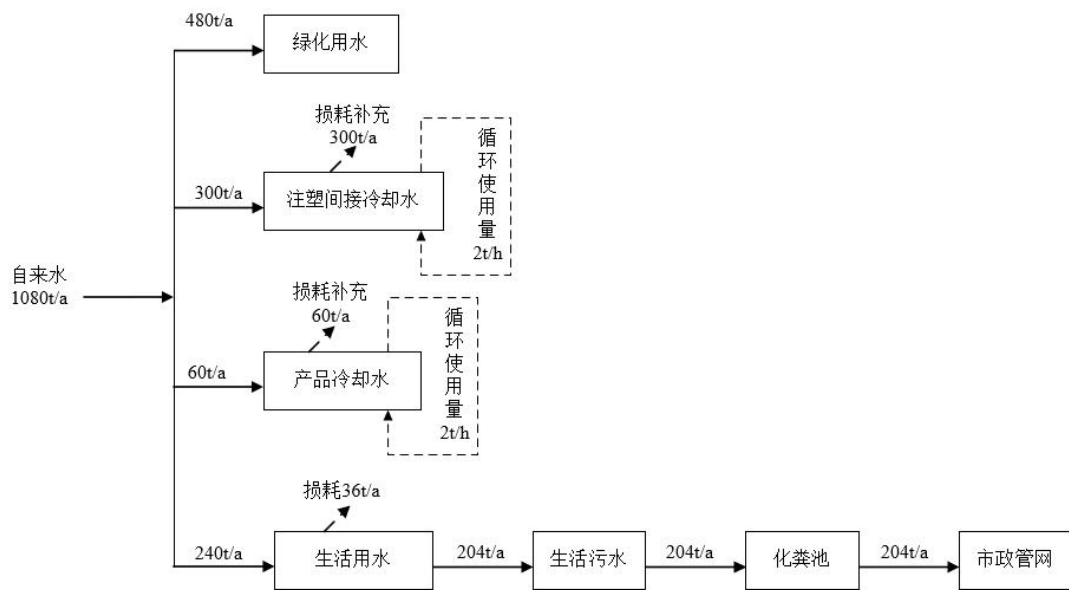 480t/a
绿化用水
损耗补充
300t/a
循环使用量
2t/h
300t/a
注塑间接冷却水
自来水
1080t/a
损耗补充
60t/a
循环使用量
2t/h
60t/a
产品冷却水
损耗36t/a
240t/a
生活用水
204t/a
生活污水
204t/a
化粪池
204t/a
市政管网